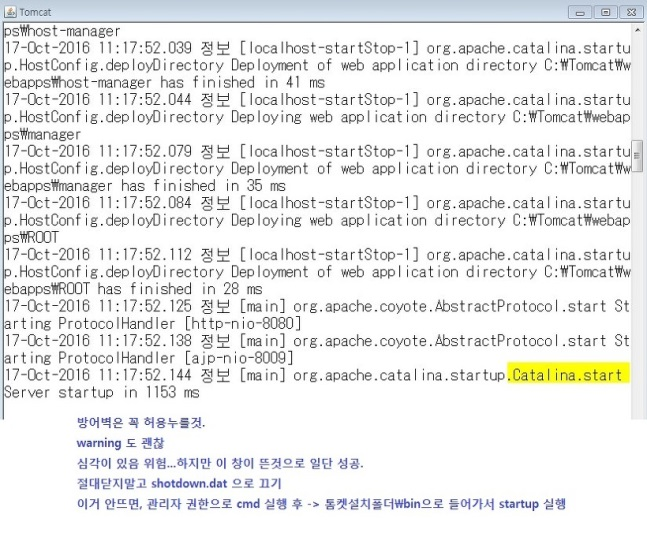 Tomcat
ps₩host-manager
17-Oct-2016 11:17:52.039 정보 [localhost-startStop-1] org.apache.catalina.startu
p.HostConfig.deployDirectory Deployment of web application directory C:₩Tomcat₩w
ebapps₩host-manager has finished in 41 ms
17-Oct-2016 11:17:52.044 정보 [localhost-startStop-1] org.apache.catalina.startu
p.HostConfig.deployDirectory Deploying web application directory C:₩Tomcat₩webap
ps₩manager
17-Oct-2016 11:17:52.079 정보 [localhost-startStop-1] org.apache.catalina.startu
p.HostConfig.deployDirectory Deployment of web application directory C:₩Tomcat₩w
ebapps₩manager has finished in 35 ms
17-Oct-2016 11:17:52.084 정보 [localhost-startStop-1] org.apache.catalina.startu
p.HostConfig.deployDirectory Deploying web application directory C:₩Tomcat₩webap
ps₩ROOT
17-Oct-2016 11:17:52.112 정보 [localhost-startStop-1] org.apache.catalina.startu
p.HostConfig.deployDirectory Deployment of web application directory C:₩Tomcat₩w
ebapps₩ROOT has finished in 28 ms
17-Oct-2016 11:17:52.125 정보 [main] org.apache.coyote.AbstractProtocol.start St
arting ProtocolHandler [http-nio-8080]
17-Oct-2016 11:17:52.138 정보 [main] org.apache.coyote.AbstractProtocol.start St
arting ProtocolHandler [ajp-nio-8009]
17-Oct-2016 11:17:52.144 정보 [main] org.apache.catalina.startup.Catalina.start
Server startup in 1153 ms
방어벽은 꼭 허용누를것.
warning 도 괜찮
심각이 있음 위험...하지만 이 창이 뜬것으로 일단 성공.
절대닫지말고 shotdown.dat 으로 끄기
이거 안뜨면, 관리자 권한으로 cmd 실행 후 -> 톰켓설치폴더₩bin으로 들어가서 startup 실행